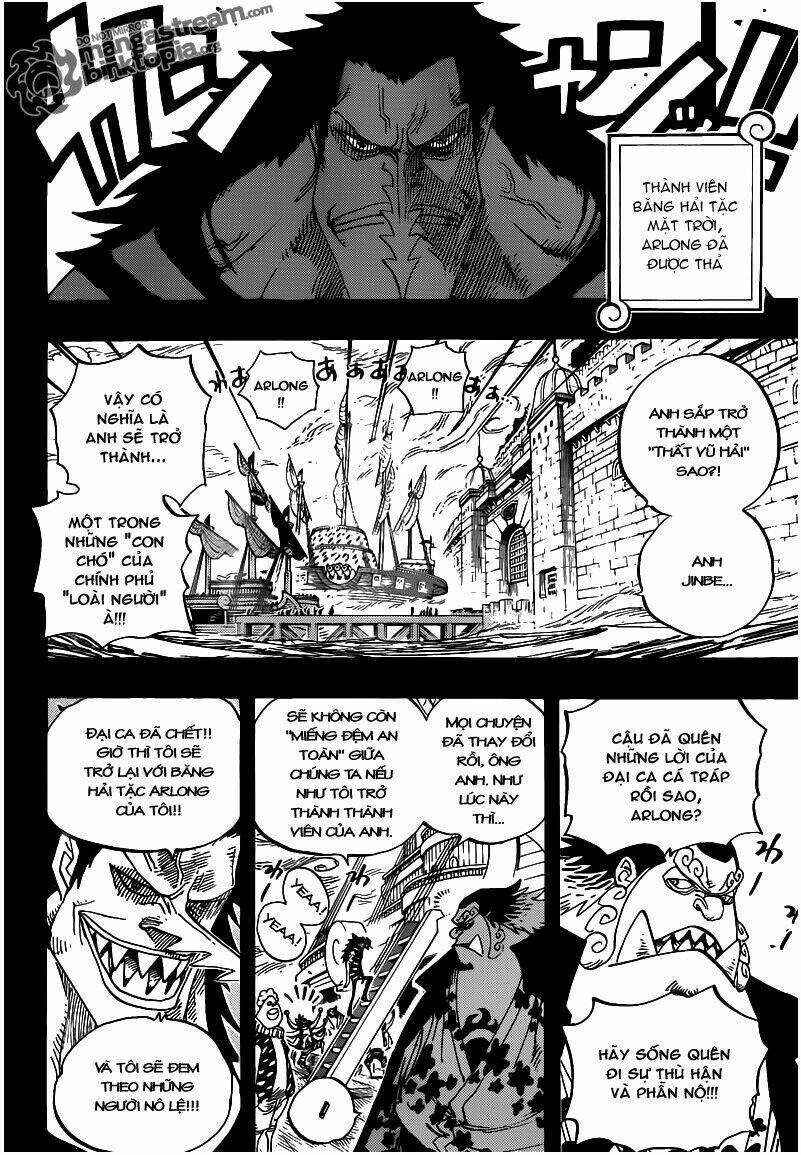 DO NOT MIRROR
mangastream.com
binktopia.org
THÀNH VIÊN
BĂNG HẢI TẶC
MẶT TRỜI,
ARLONG ĐÃ
ĐƯỢC THẢ
ANH SẮP TRỞ
THÀNH MỘT
"THẤT VŨ HẢI"
SAO?!
ANH
JINBE...
ARLONG
!!
ARLONG
!!
VẬY CÓ
NGHĨA LÀ
ANH SẼ TRỞ
THÀNH...
MỘT TRONG
NHỮNG "CON
CHÓ" CỦA
CHÍNH PHỦ
"LOÀI NGƯỜI"
À!!!
CẬU ĐÃ QUÊN
NHỮNG LỜI CỦA
ĐẠI CA CÁ TRÁP
RỒI SAO,
ARLONG?
HÃY SỐNG QUÊN
ĐI SỰ THÙ HẬN
VÀ PHẪN NỘ!!!
MỌI CHUYỆN
ĐÃ THAY ĐỔI
RỒI, ÔNG
ANH. NHƯ
LÚC NÀY
THÌ...
SẼ KHÔNG CÒN
"MIẾNG ĐỆM AN
TOÀN" GIỮA
CHÚNG TA NẾU
NHƯ TÔI TRỞ
THÀNH THÀNH
VIÊN CỦA ANH.
YEAA!
YEAA!
!
ĐẠI CA ĐÃ CHẾT!!
GIỜ THÌ TÔI SẼ
TRỞ LẠI VỚI BĂNG
HẢI TẶC ARLONG
CỦA TÔI!!
VÀ TÔI SẼ ĐEM
THEO NHỮNG
NGƯỜI NÔ LỆ!!!